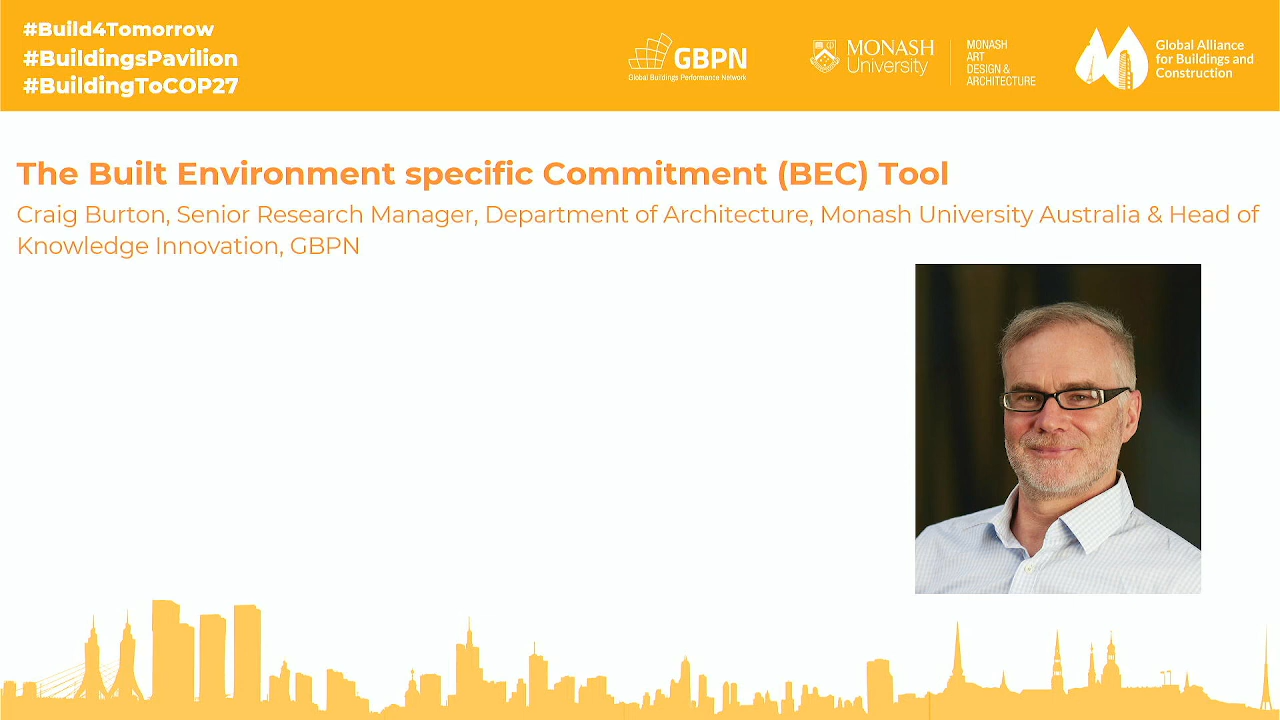 #Build4Tomorrow
#BuildingsPavilion
#BuildingToCOP27
GBPN
Global Buildings Performance Network
MONASH
University
MONASH
ART
DESIGN &
ARCHITECTURE
Global Alliance
for Buildings and
Construction
The Built Environment specific Commitment (BEC) Tool
Craig Burton, Senior Research Manager, Department of Architecture, Monash University Australia & Head of
Knowledge Innovation, GBPN